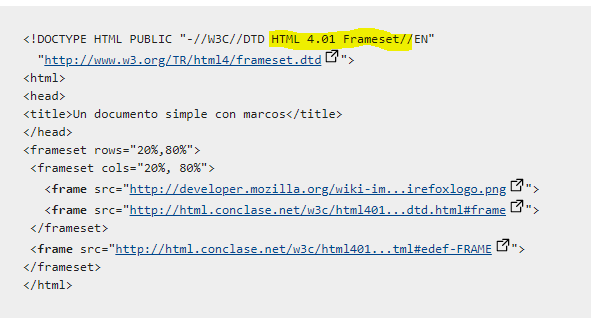 <!DOCTYPE HTML PUBLIC "-//W3C//DTD HTML 4.01 Frameset//EN"
"http://www.w3.org/TR/html4/frameset.dtd">
<html>
<head>
<title>Un documento simple con marcos</title>
</head>
<frameset rows="20%,80%">
<frameset cols="20%, 80%">
<frame src="http://developer.mozilla.org/wiki-im...irefoxlogo.png">
<frame src="http://html.conclase.net/w3c/html401...dtd.html#frame">
</frameset>
<frame src="http://html.conclase.net/w3c/html401...tml#edef-FRAME">
</frameset>
</html>